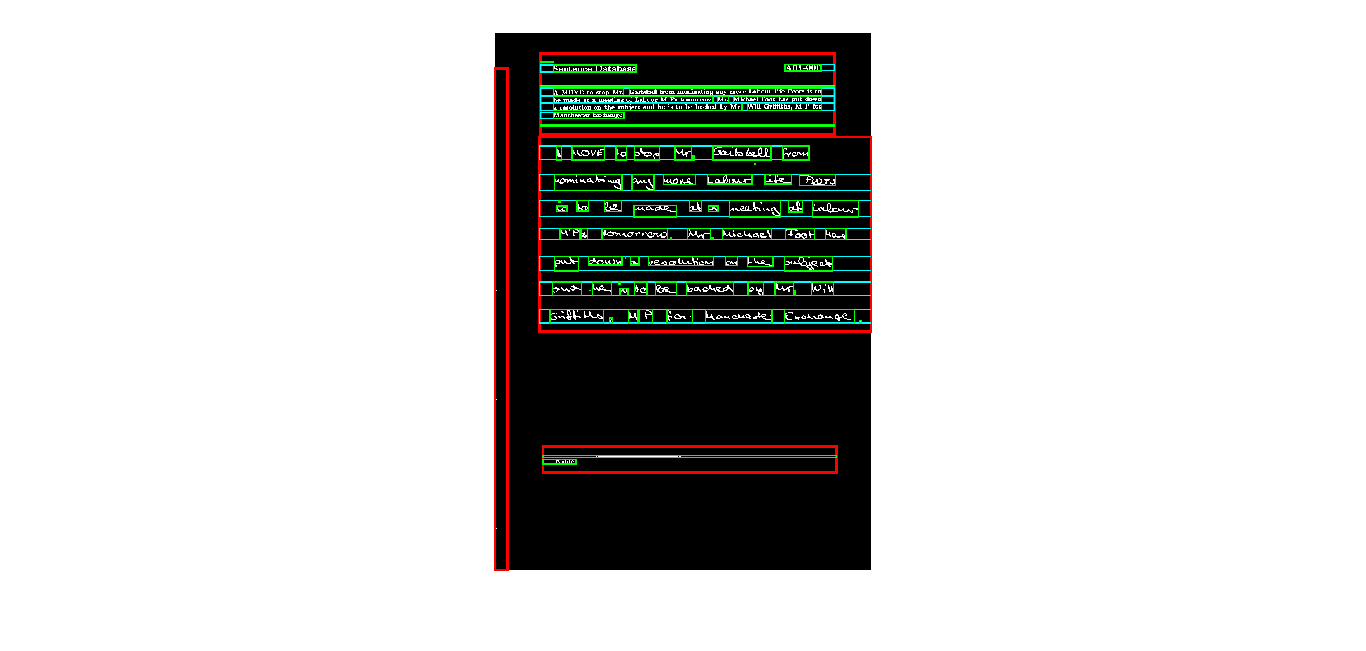 Sentence Database A01-000
A MOVE to stop Mr. Gaitskell from nominating any more Labour Life Peers is to
be made at a meeting of Labour M Ps tomorrow. Mr. Michael Foot has put down
a resolution on the subject and he is to be backed by Mr. Will Griffiths, M P for
Manchester Exchange.
A MOVE to stop Mr. Gaitskell from
nominating any more Labour Life Peers
is to be made at a meeting of Labour
MPs tomorrow. Mr. Michael Foot has
put down a resolution on the subject
and he is to be backed by Mr. Will
Griffiths, MP for Manchester Exchange.
Name: